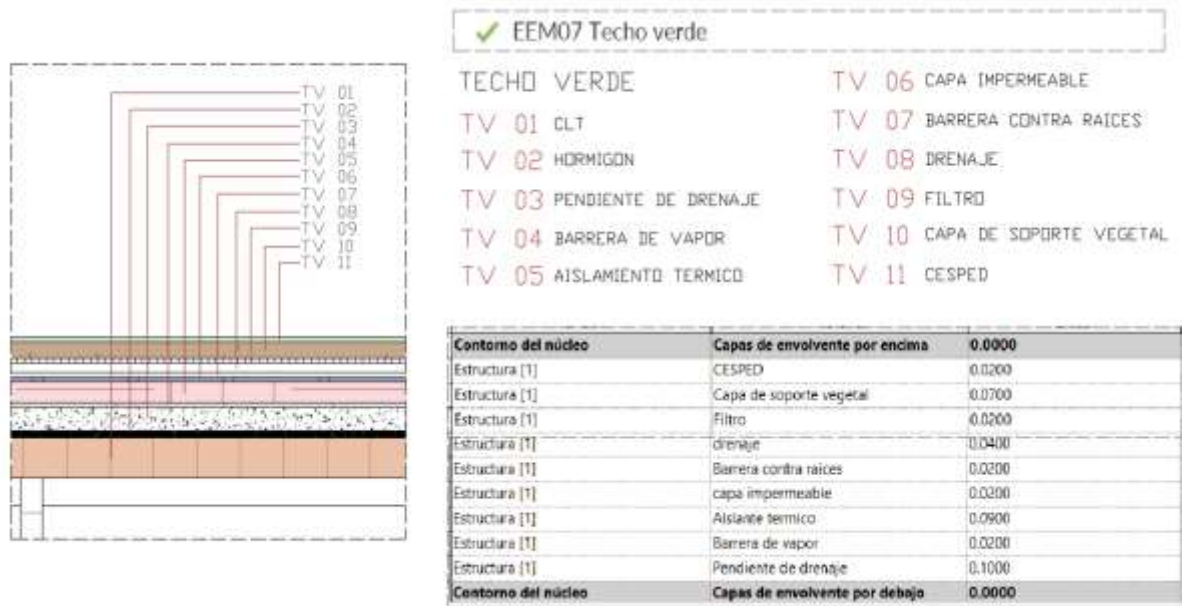 EEM07 Techo verde
TV 01
TV 02
TV 03
TV 04
TV 05
TV 06
TV 07
TV 08
TV 09
TV 10
TV 11
TECHO VERDE
TV 01 CLT
TV 02 HORMIGON
TV 03 PENDIENTE DE DRENAJE
TV 04 BARRERA DE VAPOR
TV 05 AISLAMIENTO TERMICO
TV 06 CAPA IMPERMEABLE
TV 07 BARRERA CONTRA RAICES
TV 08 DRENAJE
TV 09 FILTRO
TV 10 CAPA DE SOPORTE VEGETAL
TV 11 CESPED
Contorno del núcleo Capas de envolvente por encima 0.0000
Estructura [1] CESPED 0.0200
Estructura [1] Capa de soporte vegetal 0.0700
Estructura [1] Filtro 0.0200
Estructura [1] drenaje 0.0400
Estructura [1] Barrera contra raices 0.0200
Estructura [1] capa impermeable 0.0200
Estructura [1] Aislante termico 0.0900
Estructura [1] Barrera de vapor 0.0200
Estructura [1] Pendiente de drenaje 0.1000
Contorno del núcleo Capas de envolvente por debajo 0.0000